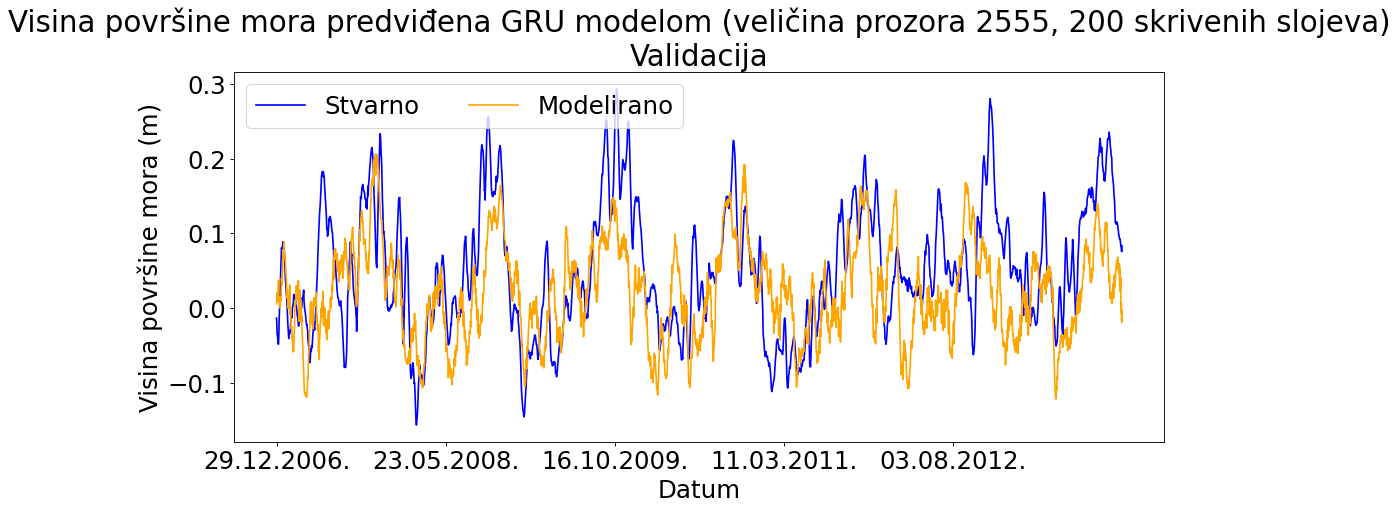 Visina površine mora predviđena GRU modelom (veličina prozora 2555, 200 skrivenih slojeva)
Validacija
Stvarno
Modelirano
Visina površine mora (m)
0.3
0.2
0.1
0.0
−0.1
29.12.2006.
23.05.2008.
16.10.2009.
11.03.2011.
03.08.2012.
Datum